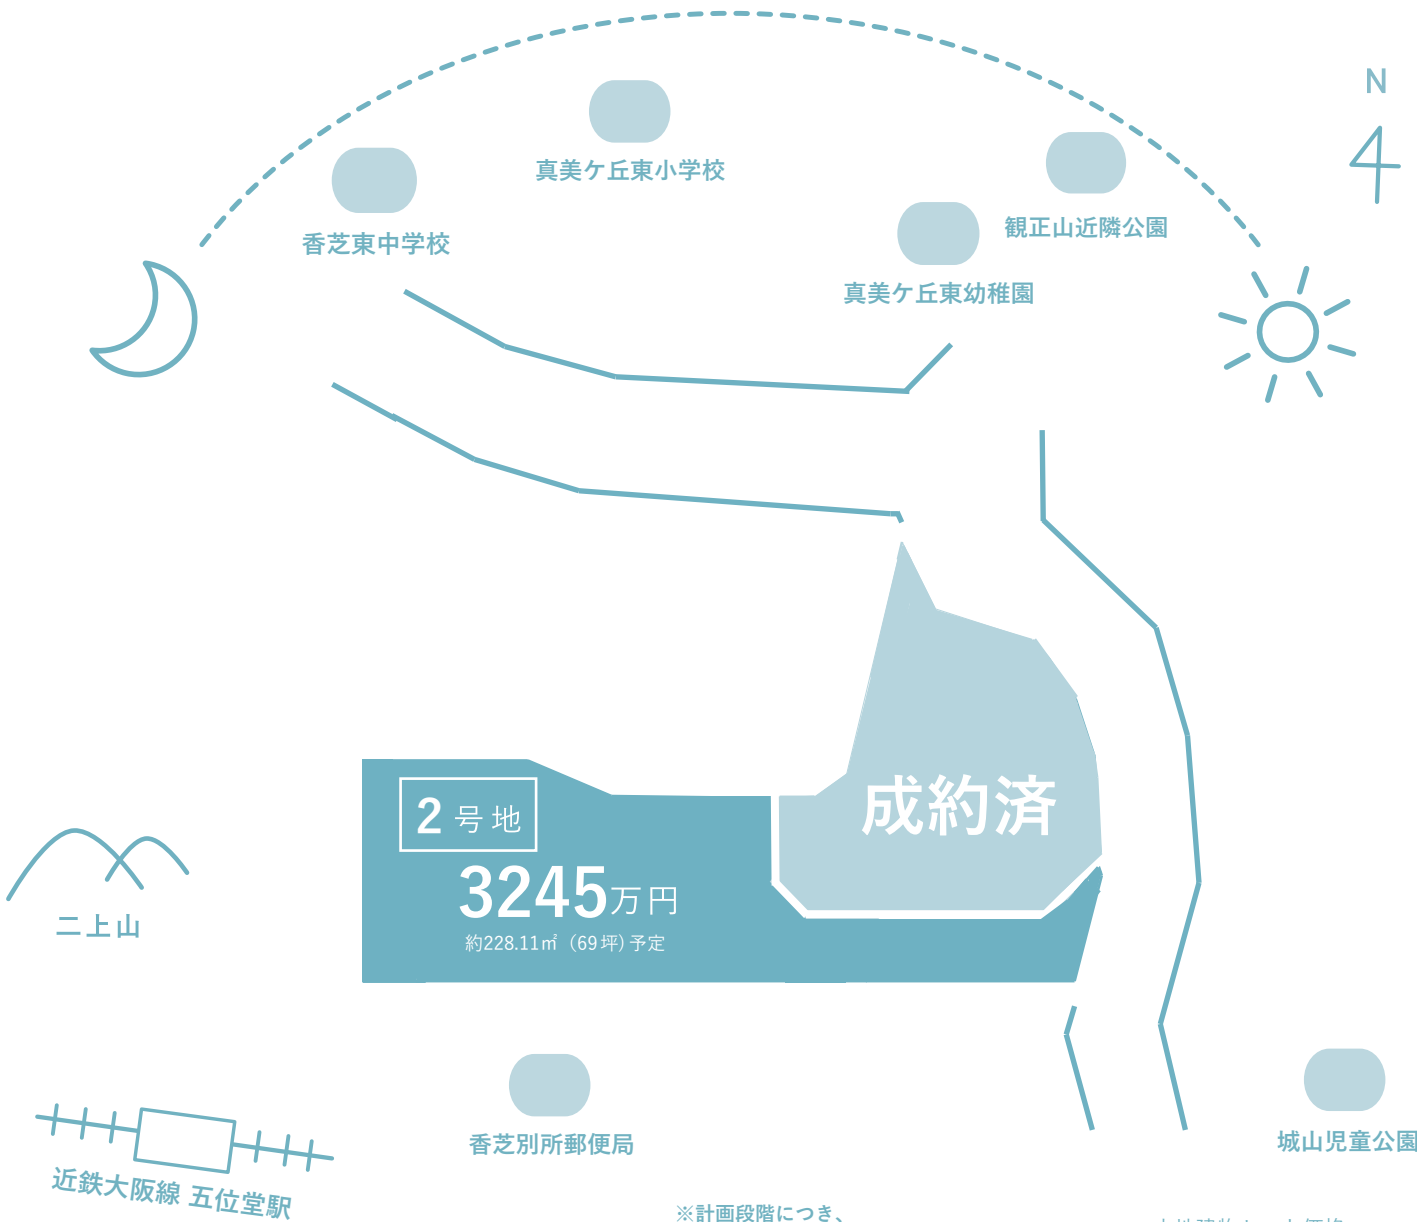 N
真美ケ丘東小学校
観正山近隣公園
香芝東中学校
真美ケ丘東幼稚園
成約済
2号地
3245万円
約228.11㎡（69坪）予定
二上山
香芝別所郵便局
城山児童公園
近鉄大阪線 五位堂駅
※計画段階につき、